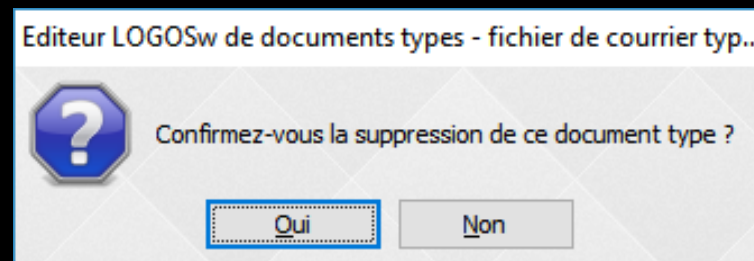 Editeur LOGOSw de documents types - fichier de courrier typ...
Confirmez-vous la suppression de ce document type ?
Oui
Non